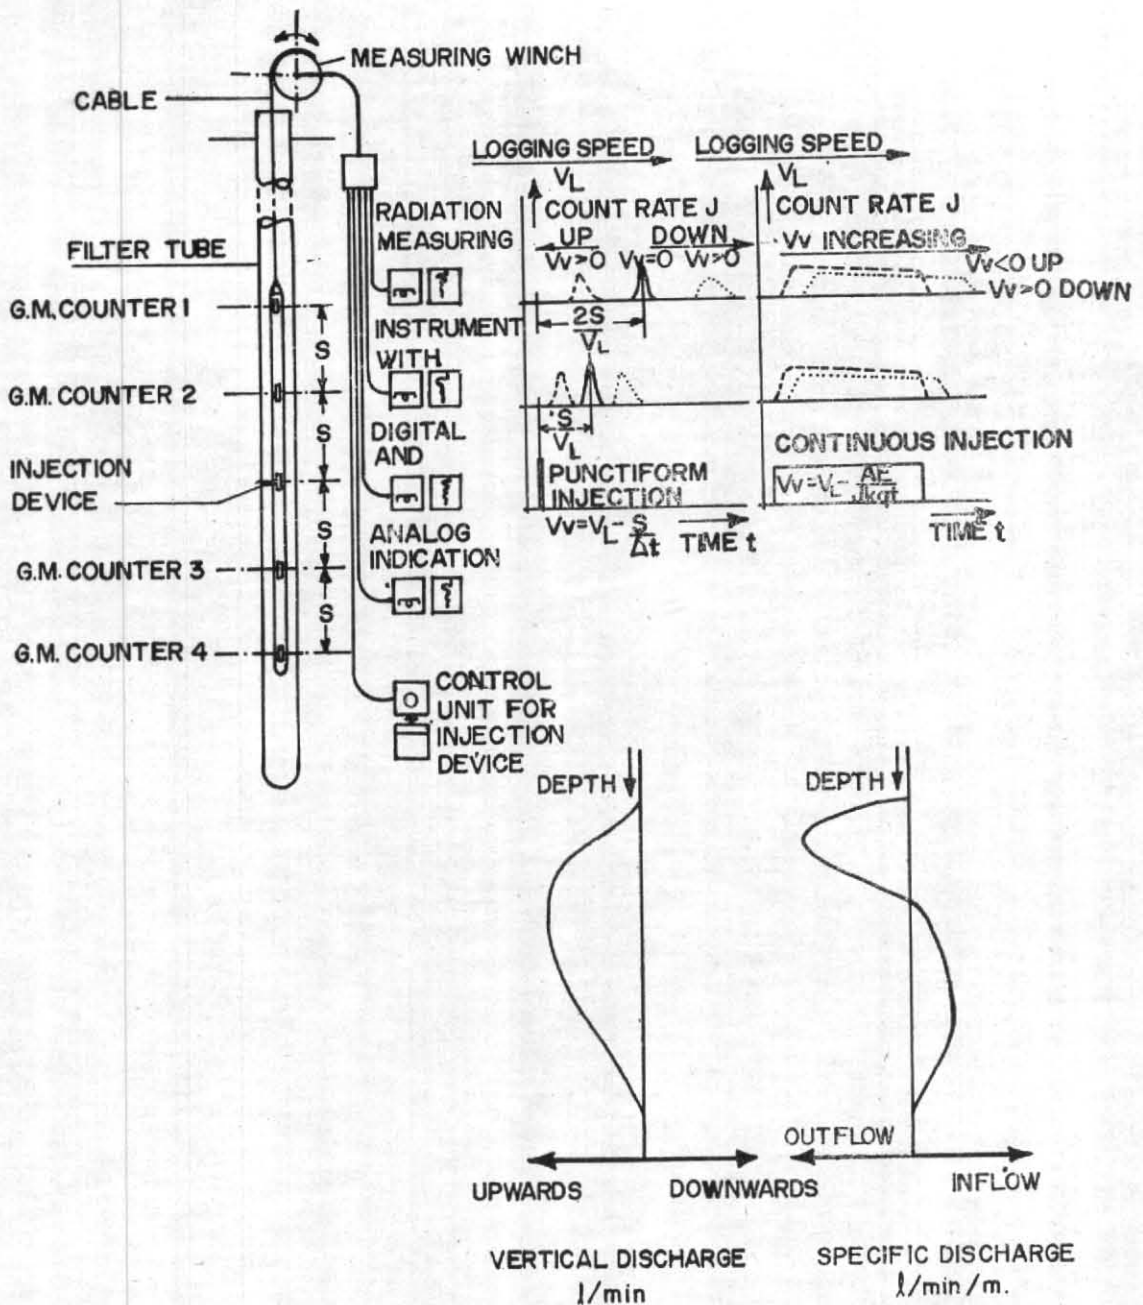 MEASURING WINCH
CABLE
FILTER TUBE
G.M. COUNTER 1
G.M. COUNTER 2
INJECTION
DEVICE
G.M. COUNTER 3
G.M. COUNTER 4
S
S
S
S
RADIATION
MEASURING
INSTRUMENT
WITH
DIGITAL
AND
ANALOG
INDICATION
CONTROL
UNIT FOR
INJECTION
DEVICE
LOGGING SPEED
VL
COUNT RATE J
UP DOWN
Vv>0 Vv=0 Vv>0
2S
VL
S
VL
PUNCTIFORM
INJECTION
Vv=VL- S/Δt TIME t
LOGGING SPEED
VL
COUNT RATE J
Vv INCREASING
Vv<0 UP
Vv>0 DOWN
CONTINUOUS INJECTION
Vv=VL-
TIME t
DEPTH
UPWARDS DOWNWARDS
VERTICAL DISCHARGE
l/min
DEPTH
OUTFLOW
INFLOW
SPECIFIC DISCHARGE
l/min/m.